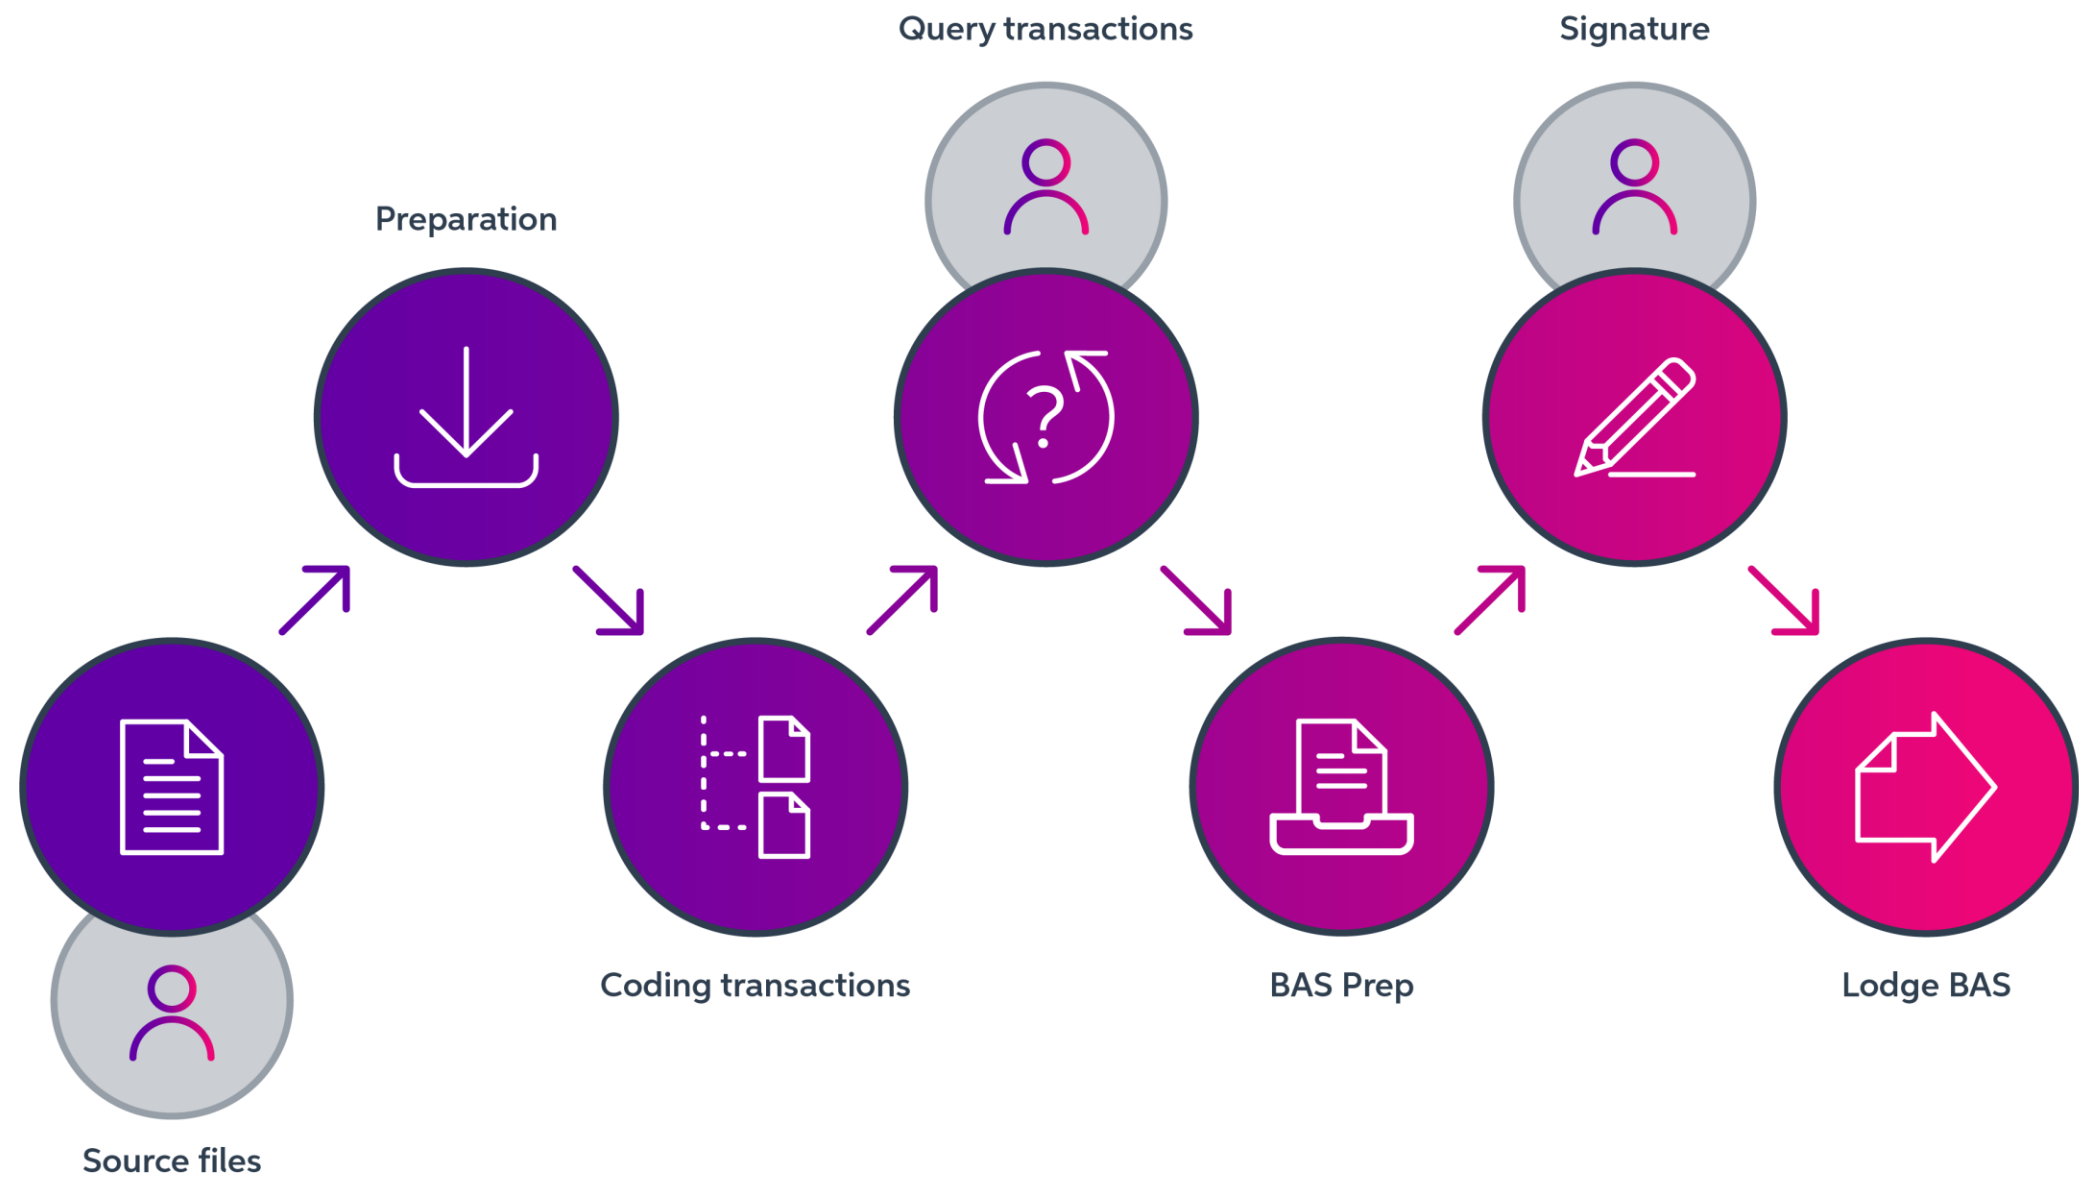 Query transactions
Signature
Preparation
?
Coding transactions
BAS Prep
Lodge BAS
Source files